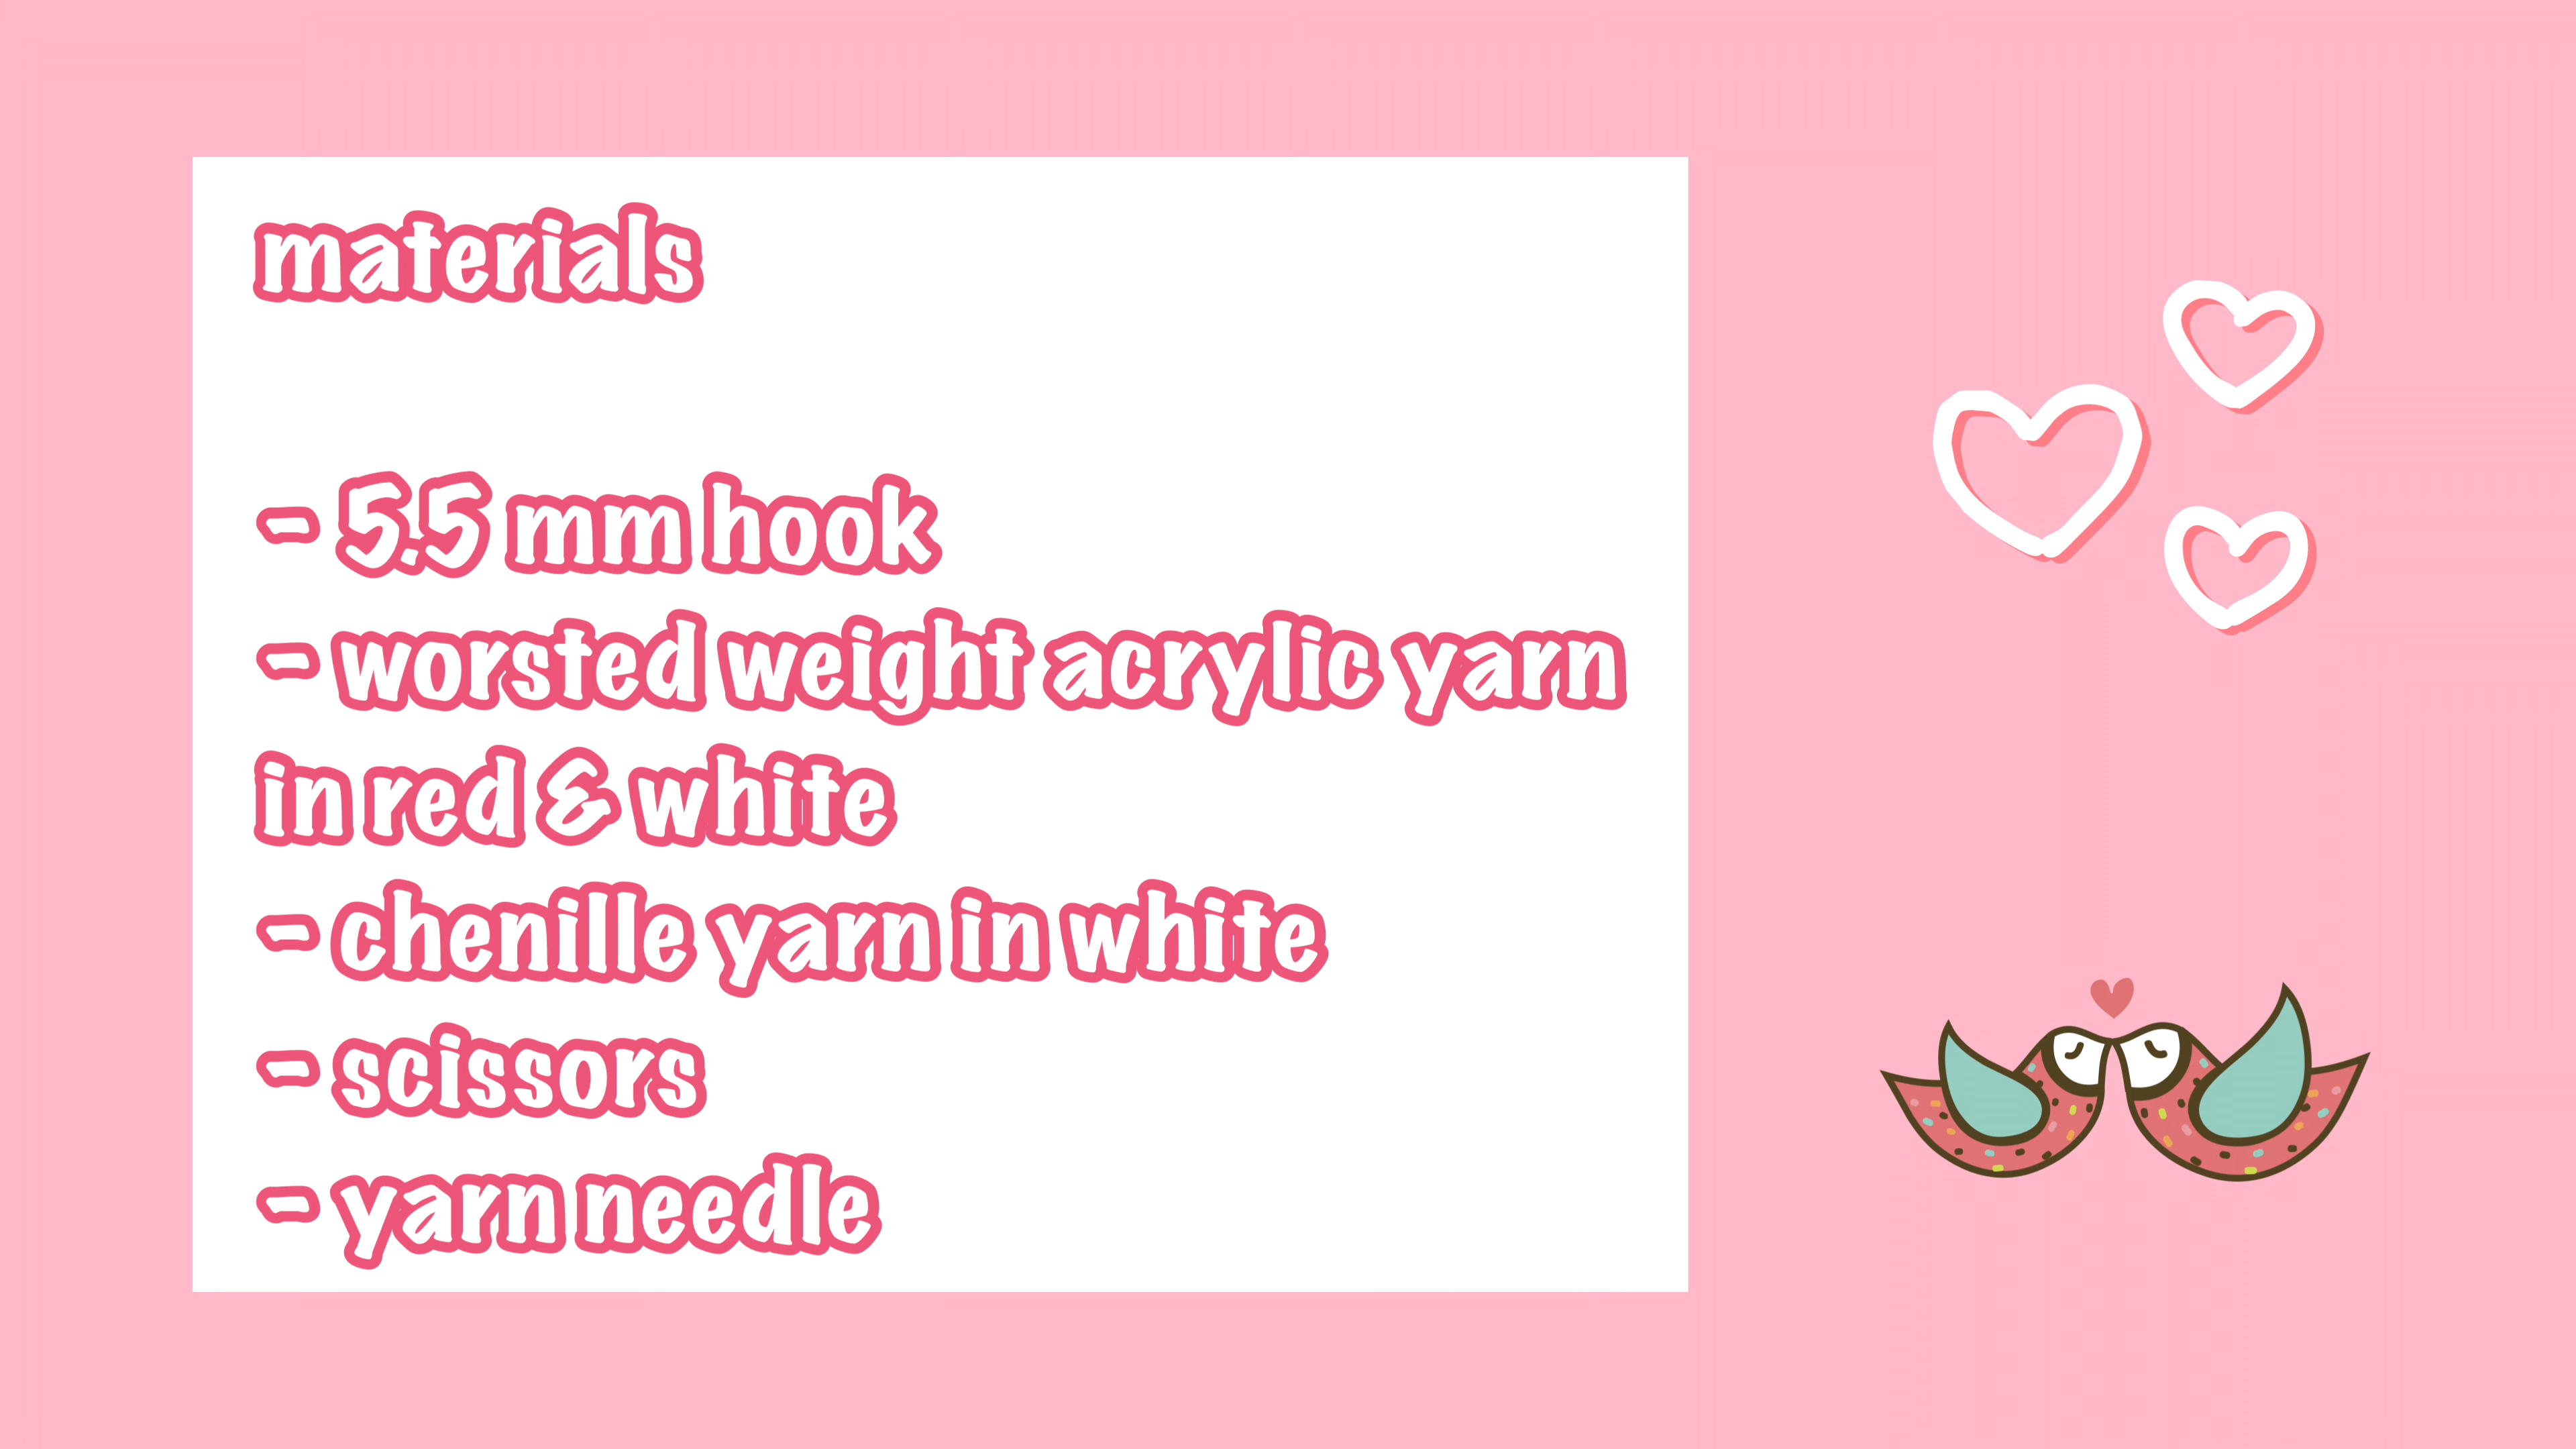 materials
- 5.5 mm hook
- worsted weight acrylic yarn
in red & white
- chenille yarn in white
- scissors
- yarn needle